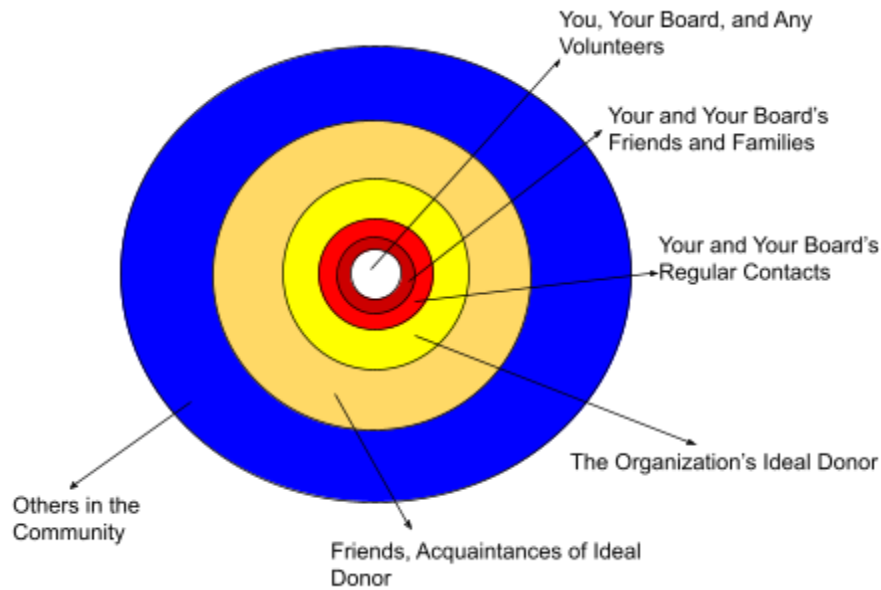 You, Your Board, and Any
Volunteers
Your and Your Board's
Friends and Families
Your and Your Board's
Regular Contacts
The Organization's Ideal Donor
Others in the
Community
Friends, Acquaintances of Ideal
Donor